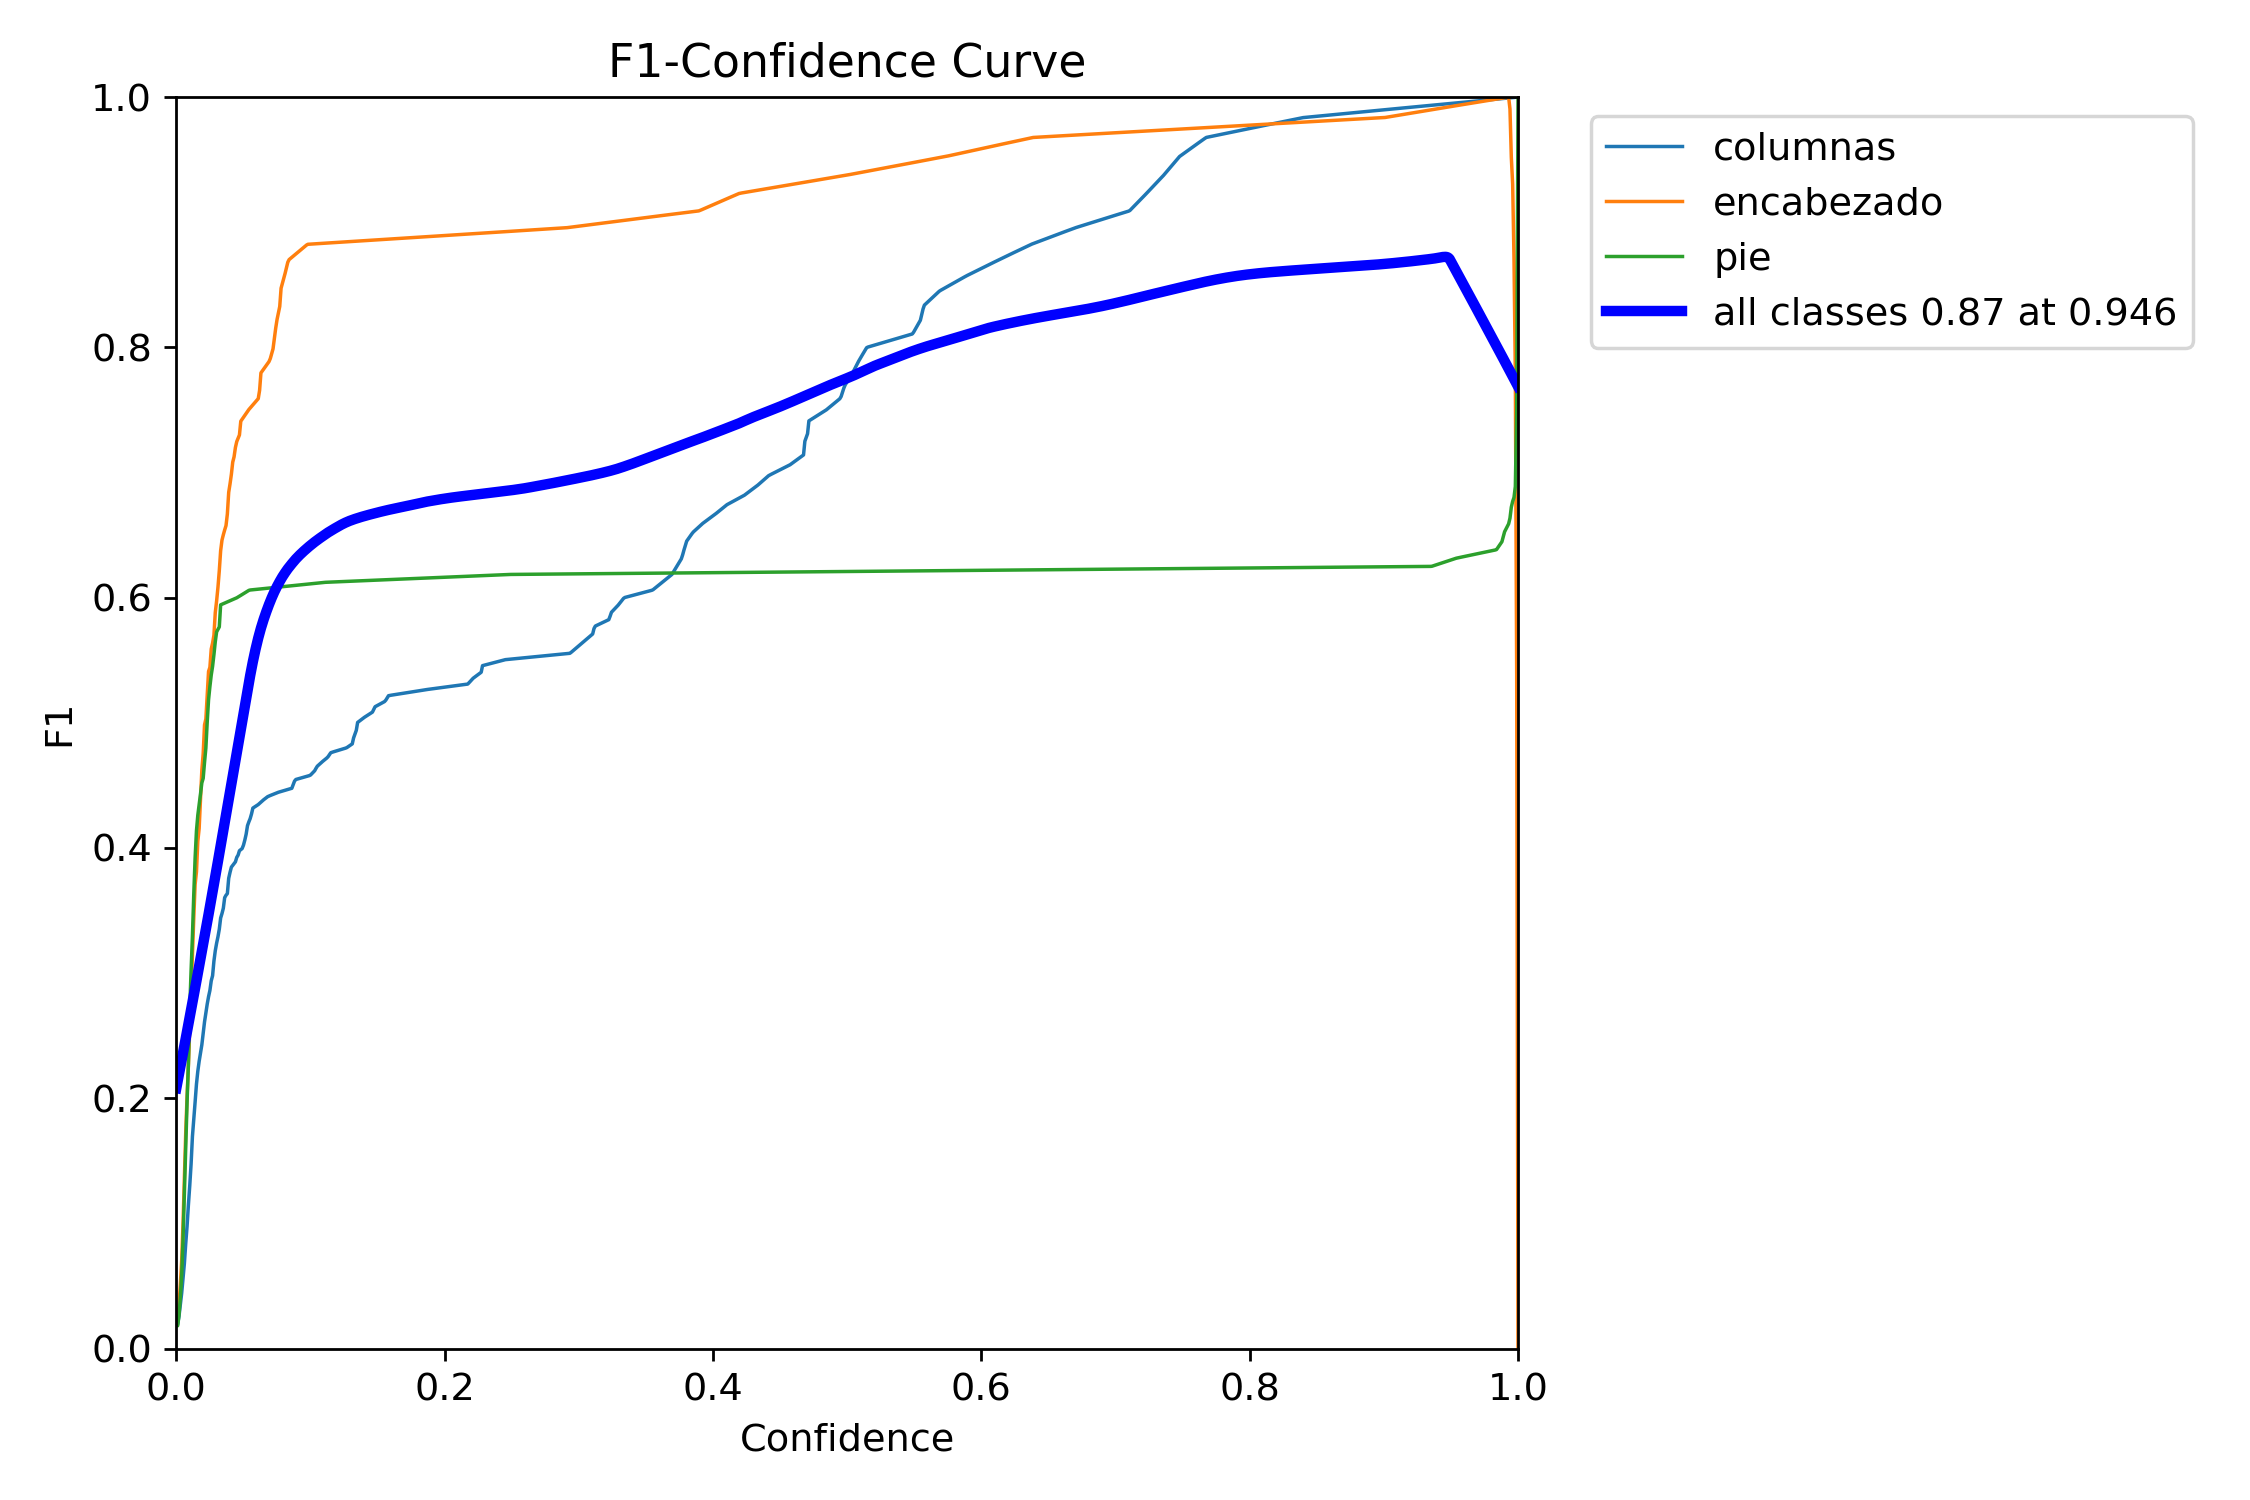 F1-Confidence Curve
1.0
0.8
0.6
0.4
0.2
0.0
F1
0.0 0.2 0.4 0.6 0.8 1.0
Confidence
columnas
encabezado
pie
all classes 0.87 at 0.946